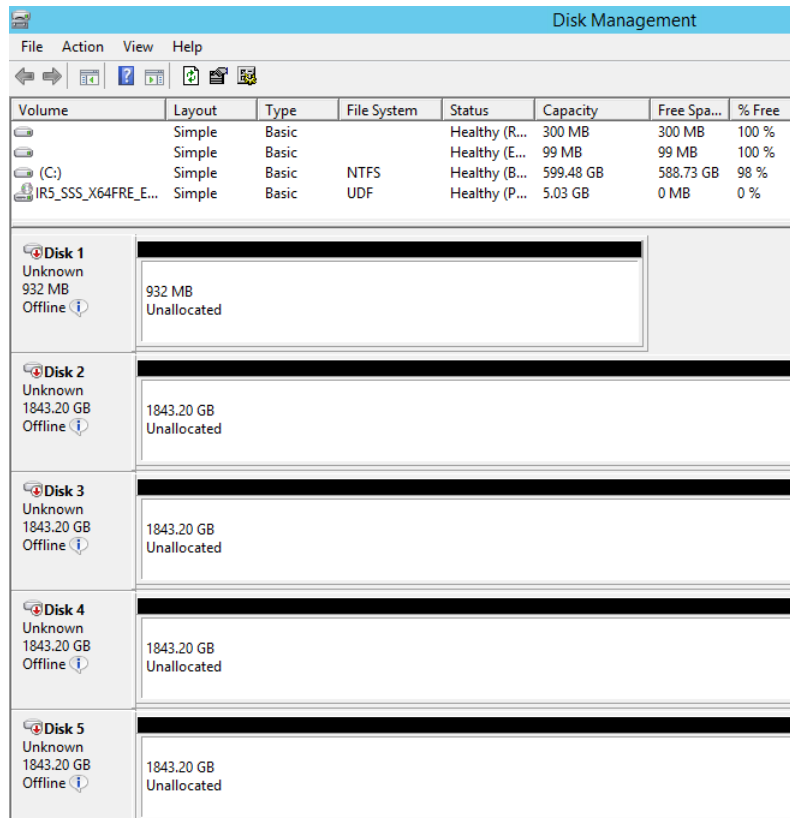 Disk Management
File Action View Help
Volume Layout Type File System Status Capacity Free Spa... % Free
Simple Basic Healthy (R... 300 MB 300 MB 100 %
Simple Basic Healthy (E... 99 MB 99 MB 100 %
(C:) Simple Basic NTFS Healthy (B... 599.48 GB 588.73 GB 98 %
IR5_SSS_X64FRE_E... Simple Basic UDF Healthy (P... 5.03 GB 0 MB 0 %
Disk 1
Unknown
932 MB
Offline
932 MB
Unallocated
Disk 2
Unknown
1843.20 GB
Offline
1843.20 GB
Unallocated
Disk 3
Unknown
1843.20 GB
Offline
1843.20 GB
Unallocated
Disk 4
Unknown
1843.20 GB
Offline
1843.20 GB
Unallocated
Disk 5
Unknown
1843.20 GB
Offline
1843.20 GB
Unallocated